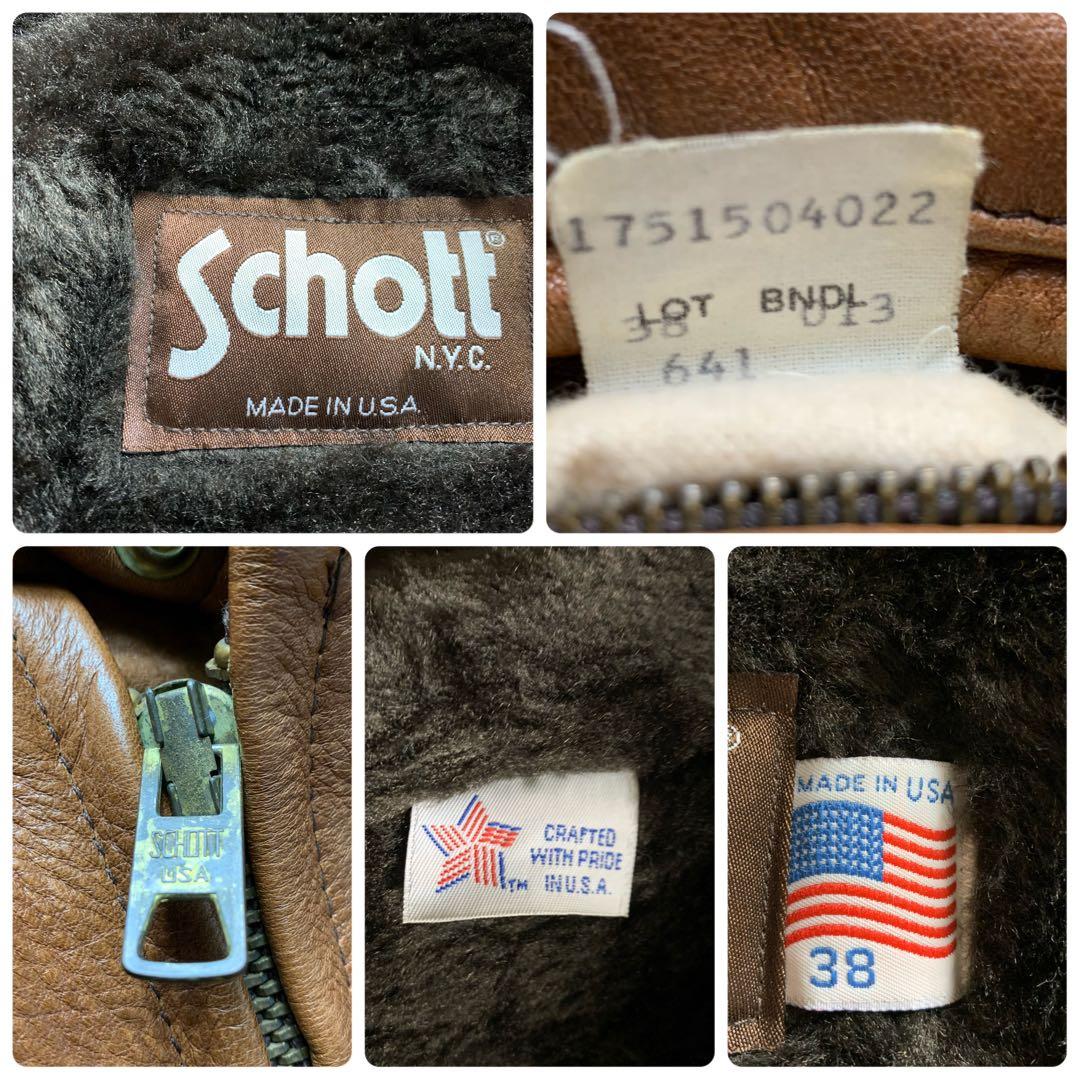 Schott®
N.Y.C.
MADE IN U.S.A.
1751504022
LOT BNDL
38 013
641
SCHOTT
U.S.A.
CRAFTED
WITH PRIDE
TM IN U.S.A.
®
MADE IN USA
38